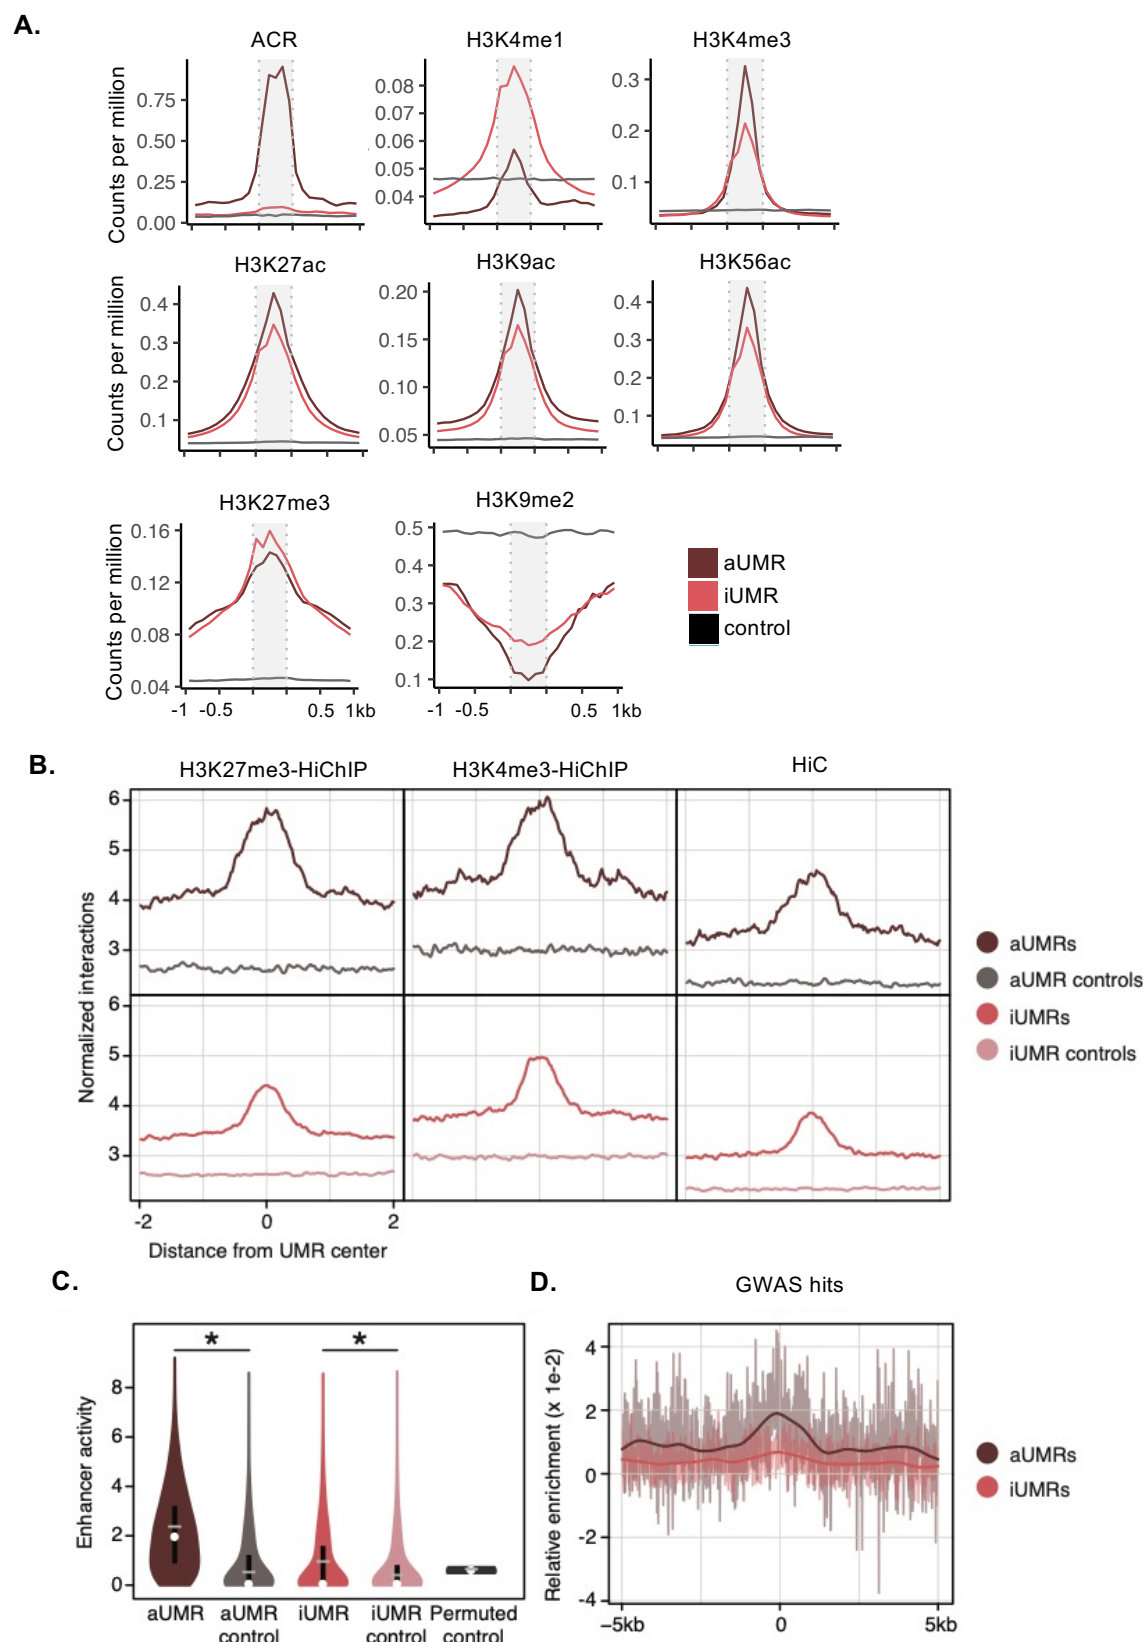 A.
ACR
H3K4me1
H3K4me3
Counts per million
0.75
0.50
0.25
0.00
0.08
0.07
0.06
0.05
0.04
0.3
0.2
0.1
H3K27ac
H3K9ac
H3K56ac
Counts per million
0.4
0.3
0.2
0.1
0.20
0.15
0.10
0.05
0.4
0.3
0.2
0.1
H3K27me3
H3K9me2
Counts per million
0.16
0.12
0.08
0.04
0.5
0.4
0.3
0.2
0.1
-1 -0.5 0.5 1kb
-1 -0.5 0.5 1kb
aUMR
iUMR
control
B.
H3K27me3-HiChIP
H3K4me3-HiChIP
HiC
Normalized interactions
6
5
4
3
6
5
4
3
-2 0 2
Distance from UMR center
aUMRs
aUMR controls
iUMRs
iUMR controls
C.
Enhancer activity
8
6
4
2
0
* *
aUMR aUMR iUMR iUMR Permuted
control control control
D.
GWAS hits
Relative enrichment (x 1e-2)
4
2
0
-2
-4
−5kb 0 5kb
aUMRs
iUMRs